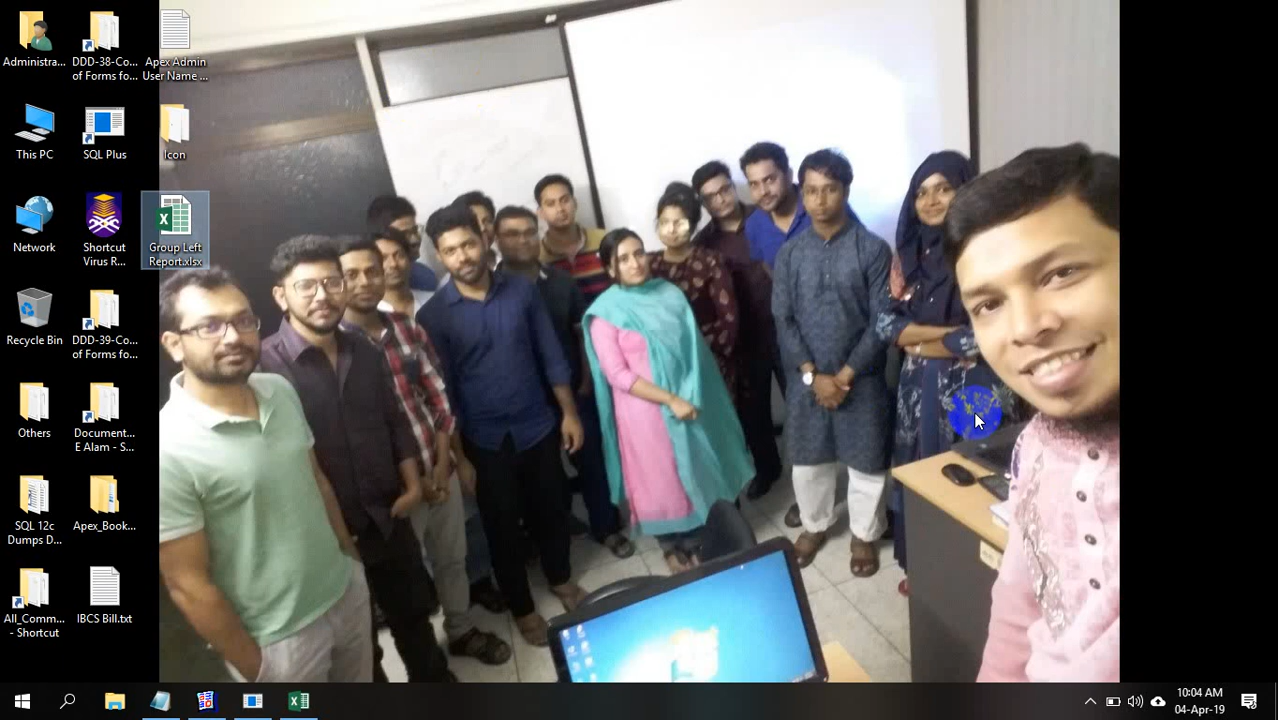 Administra...
DDD-38-Co...
of Forms fo...
Apex Admin
User Name ...
This PC
SQL Plus
Icon
Network
Shortcut
Virus R...
Group Left
Report.xlsx
Recycle Bin
DDD-39-Co...
of Forms fo...
Others
Document...
E Alam - S...
SQL 12c
Dumps D...
Apex_Book...
All_Comm...
- Shortcut
IBCS Bill.txt
10:04 AM
04-Apr-19